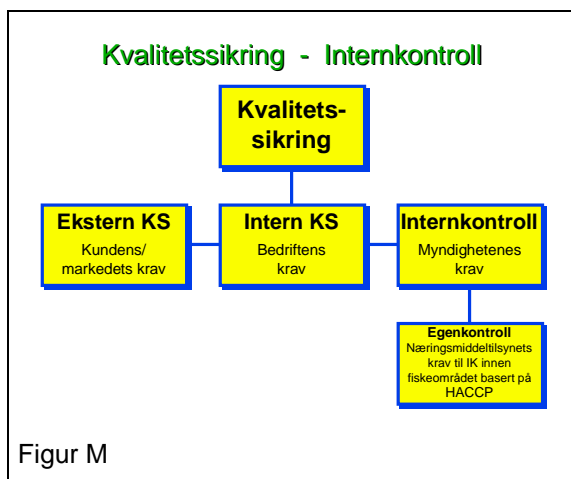 Kvalitetssikring - Internkontroll
Kvalitets-
sikring
Ekstern KS
Kundens/
markedets krav
Intern KS
Bedriftens
krav
Internkontroll
Myndighetenes
krav
Egenkontroll
Næringsmiddeltilsynets
krav til IK innen
fiskeområdet basert på
HACCP
Figur M